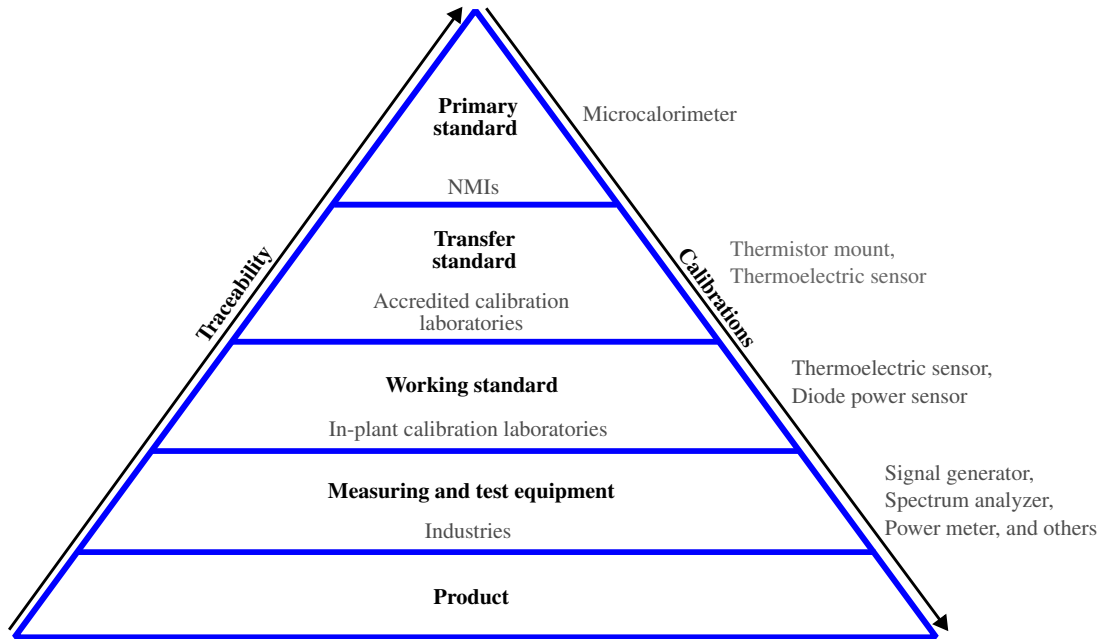 Primary
standard
Microcalorimeter
NMIs
Transfer
standard
Thermistor mount,
Thermoelectric sensor
Traceability
Calibrations
Accredited calibration
laboratories
Thermoelectric sensor,
Diode power sensor
Working standard
In-plant calibration laboratories
Signal generator,
Spectrum analyzer,
Power meter, and others
Measuring and test equipment
Industries
Product